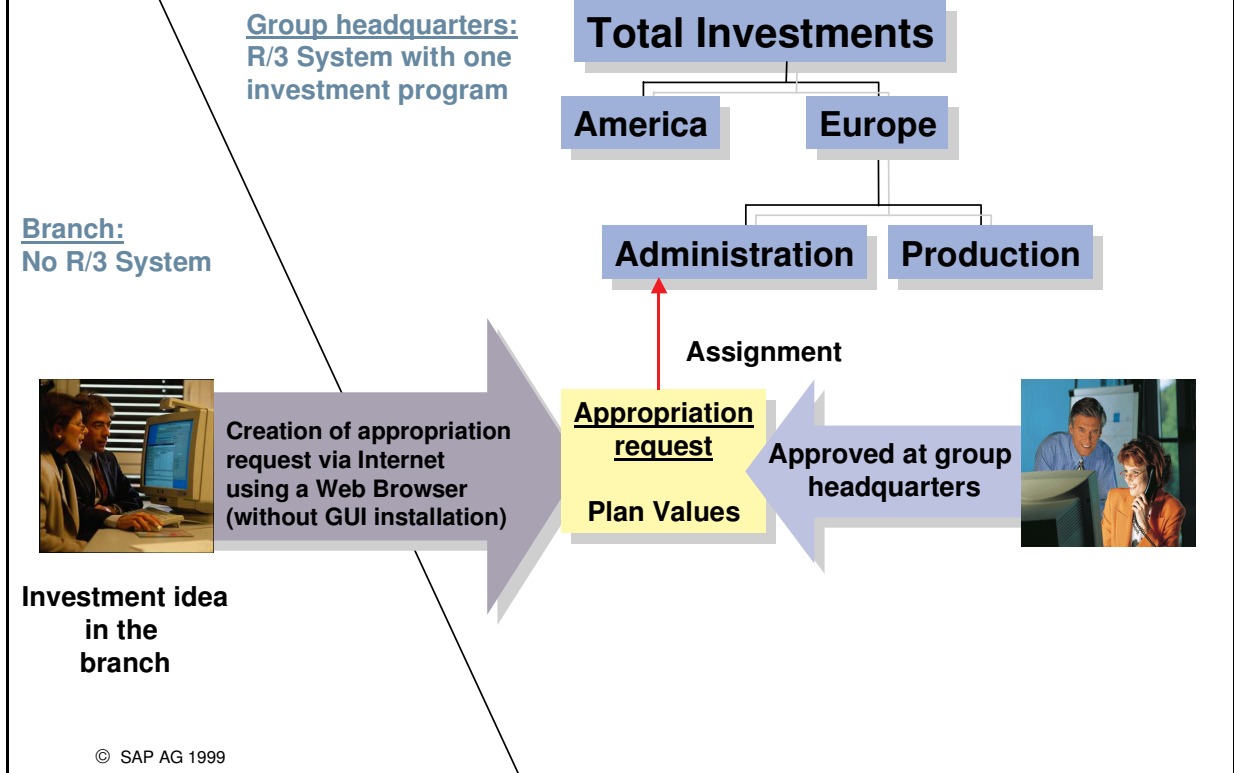 Group headquarters:
R/3 System with one
investment program
Total Investments
America
Europe
Branch:
No R/3 System
Administration
Production
Assignment
Creation of appropriation
request via Internet
using a Web Browser
(without GUI installation)
Appropriation
request
Plan Values
Approved at group
headquarters
Investment idea
in the
branch
© SAP AG 1999